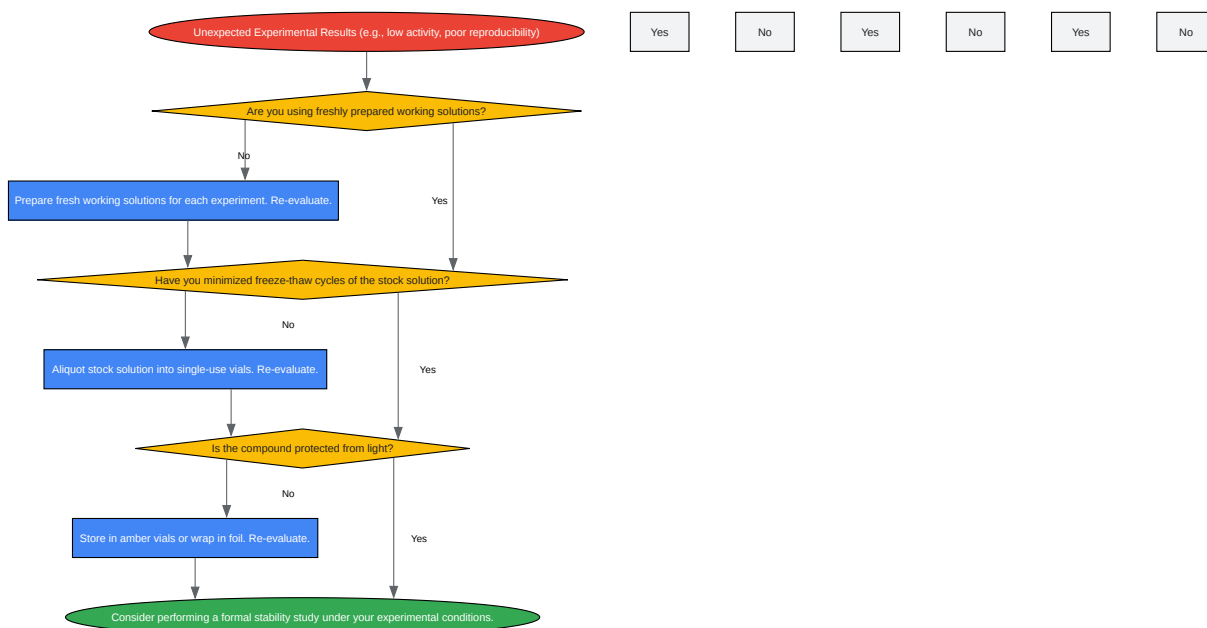 Unexpected Experimental Results (e.g., low activity, poor reproducibility)
Yes
No
Yes
No
Yes
No
Are you using freshly prepared working solutions?
No
Prepare fresh working solutions for each experiment. Re-evaluate.
Yes
Have you minimized freeze-thaw cycles of the stock solution?
No
Aliquot stock solution into single-use vials. Re-evaluate.
Yes
Is the compound protected from light?
No
Store in amber vials or wrap in foil. Re-evaluate.
Yes
Consider performing a formal stability study under your experimental conditions.